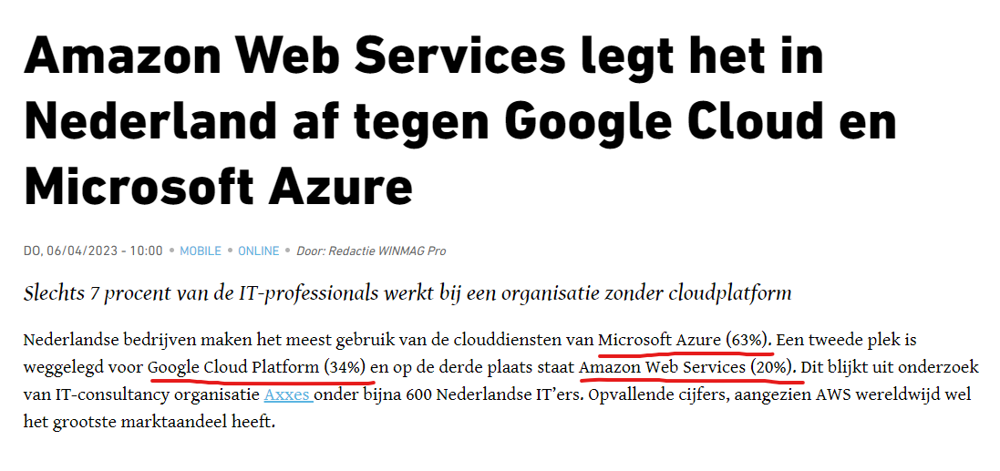 Amazon Web Services legt het in
Nederland af tegen Google Cloud en
Microsoft Azure
DO, 06/04/2023 - 10:00 • MOBILE • ONLINE • Door: Redactie WINMAG Pro
Slechts 7 procent van de IT-professionals werkt bij een organisatie zonder cloudplatform
Nederlandse bedrijven maken het meest gebruik van de clouddiensten van Microsoft Azure (63%). Een tweede plek is
weggelegd voor Google Cloud Platform (34%) en op de derde plaats staat Amazon Web Services (20%). Dit blijkt uit onderzoek
van IT-consultancy organisatie Axxes onder bijna 600 Nederlandse IT’ers. Opvallende cijfers, aangezien AWS wereldwijd wel
het grootste marktaandeel heeft.